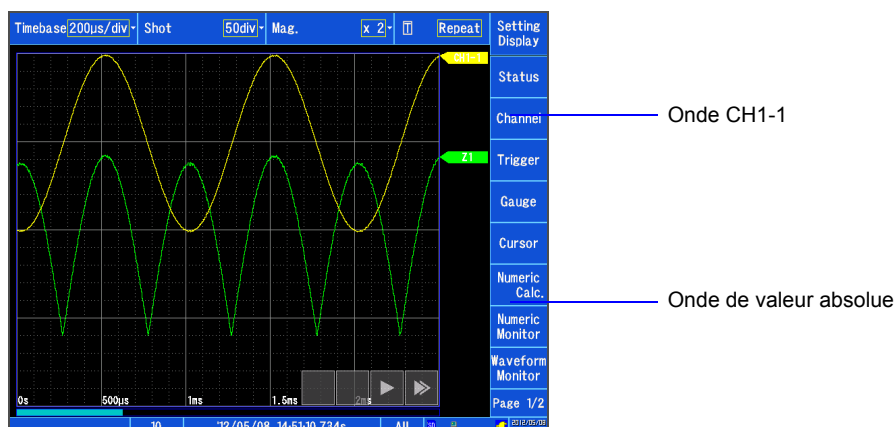 Timebase 200µs/div Shot 50div Mag. x 2 T Repeat Setting
Display
CH1-1
Status
Channel
Onde CH1-1
Trigger
Z1
Gauge
Cursor
Numeric
Calc.
Onde de valeur absolue
Numeric
Monitor
Waveform
Monitor
0s 500µs 1ms 1.5ms 2ms
Page 1/2
10 '12/05/08 14:51:10.734s All SD 2012/05/08